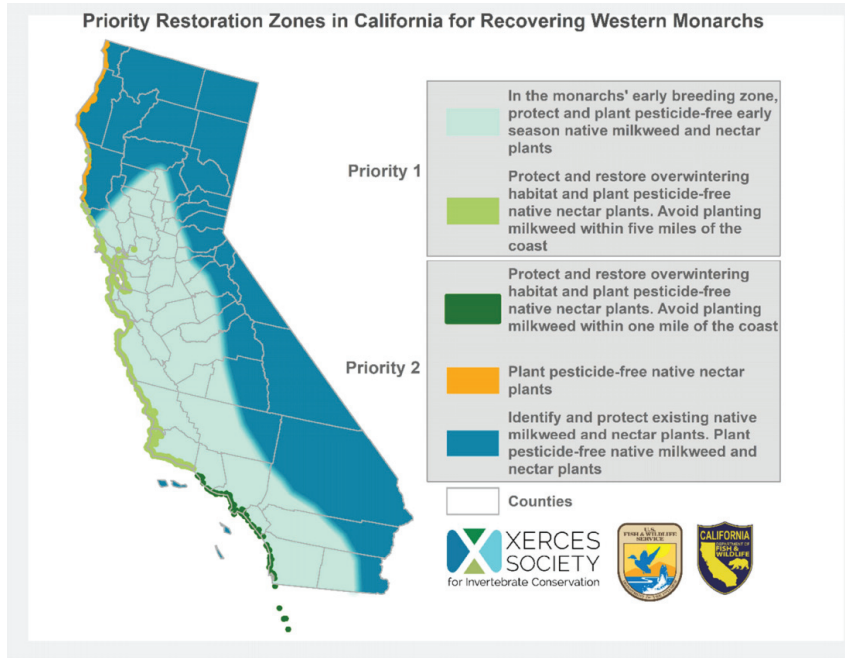 Priority Restoration Zones in California for Recovering Western Monarchs
Priority 1
In the monarchs' early breeding zone,
protect and plant pesticide-free early
season native milkweed and nectar
plants
Protect and restore overwintering
habitat and plant pesticide-free
native nectar plants. Avoid planting
milkweed within five miles of the
coast
Priority 2
Protect and restore overwintering
habitat and plant pesticide-free
native nectar plants. Avoid planting
milkweed within one mile of the coast
Plant pesticide-free native nectar
plants
Identify and protect existing native
milkweed and nectar plants. Plant
pesticide-free native milkweed and
nectar plants
Counties
XERCES
SOCIETY
for Invertebrate Conservation
U.S.
FISH & WILDLIFE
SERVICE
CALIFORNIA
DEPARTMENT OF
FISH &
WILDLIFE